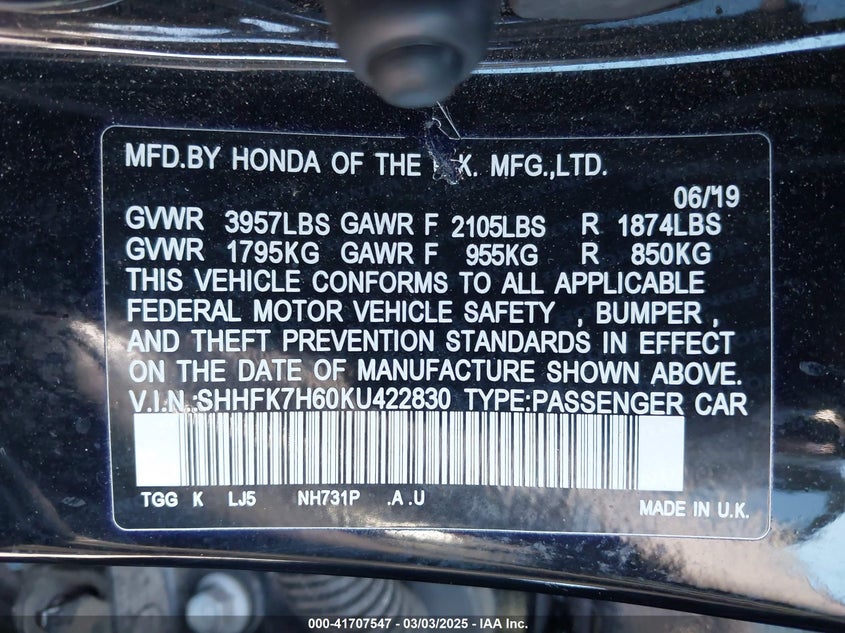 MFD.BY HONDA OF THE K. MFG.,LTD.
06/'19
GVWR 3957LBS GAWR F 2105LBS R 1874LBS
GVWR 1795KG GAWR F 955KG R 850KG
THIS VEHICLE CONFORMS TO ALL APPLICABLE
FEDERAL MOTOR VEHICLE SAFETY , BUMPER ,
AND THEFT PREVENTION STANDARDS IN EFFECT
ON THE DATE OF MANUFACTURE SHOWN ABOVE.
V.I.N.:SHHFK7H60KU422830 TYPE:PASSENGER CAR
TGG K LJ5 NH731P .A .U
MADE IN U.K.
000-41707547 — 03/03/2025 — IAA Inc.